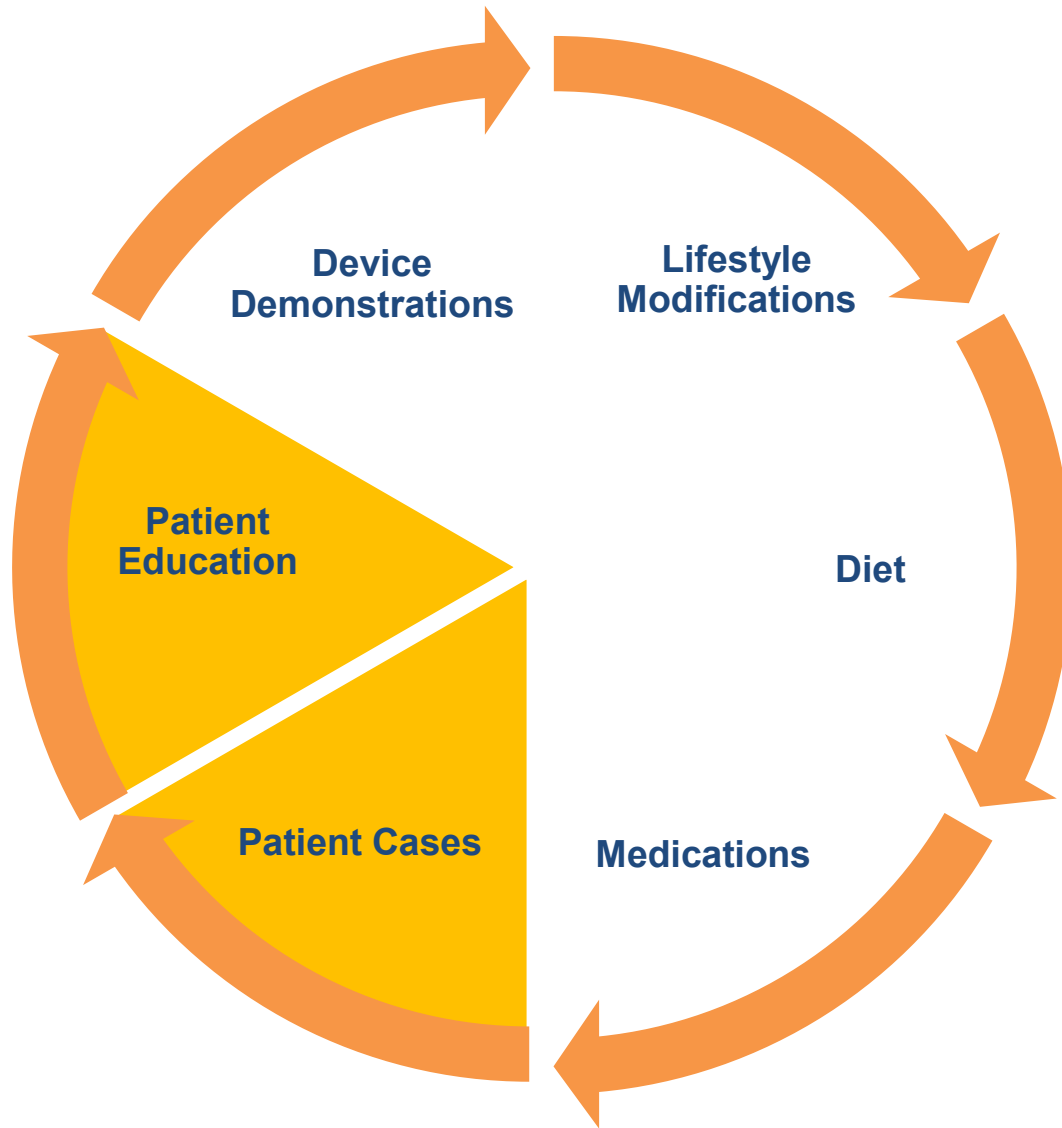 Device
Demonstrations
Lifestyle
Modifications
Patient
Education
Diet
Patient Cases
Medications